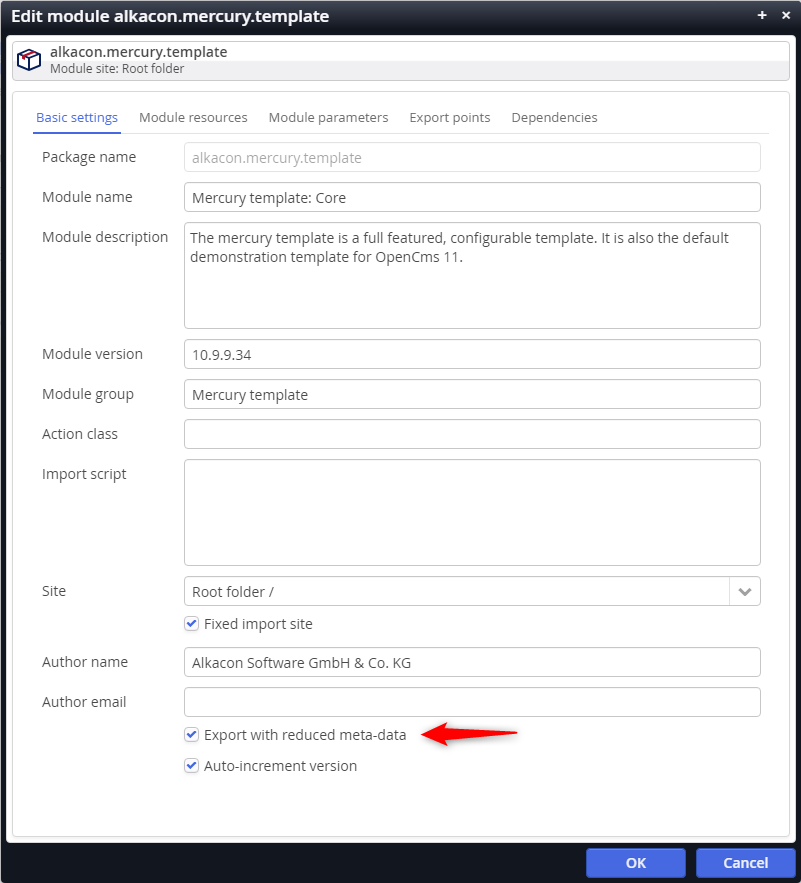 Edit module alkacon.mercury.template
alkacon.mercury.template
Module site: Root folder
Basic settings Module resources Module parameters Export points Dependencies
Package name alkacon.mercury.template
Module name Mercury template: Core
Module description The mercury template is a full featured, configurable template. It is also the default
demonstration template for OpenCms 11.
Module version 10.9.9.34
Module group Mercury template
Action class
Import script
Site Root folder /
Fixed import site
Author name Alkacon Software GmbH & Co. KG
Author email
Export with reduced meta-data
Auto-increment version
OK Cancel